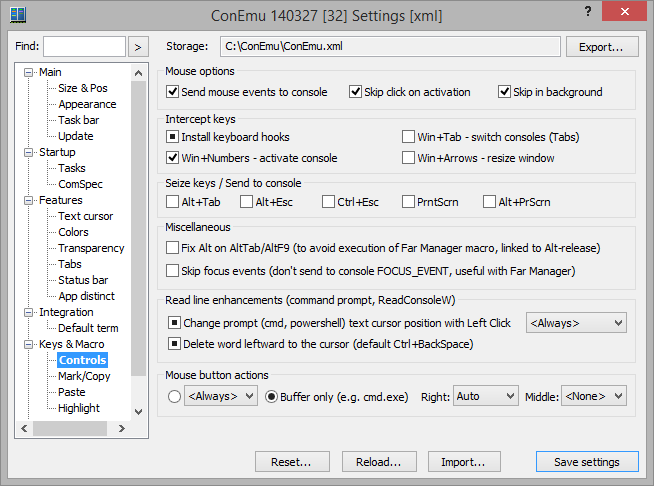 ConEmu 140327 [32] Settings [xml]
?
Find:
>
Storage:
C:\ConEmu\ConEmu.xml
Export...
Main
Size & Pos
Appearance
Task bar
Update
Startup
Tasks
ComSpec
Features
Text cursor
Colors
Transparency
Tabs
Status bar
App distinct
Integration
Default term
Keys & Macro
Controls
Mark/Copy
Paste
Highlight
Mouse options
Send mouse events to console Skip click on activation Skip in background
Intercept keys
Install keyboard hooks Win+Tab - switch consoles (Tabs)
Win+Numbers - activate console Win+Arrows - resize window
Seize keys / Send to console
Alt+Tab Alt+Esc Ctrl+Esc PrntScrn Alt+PrScrn
Miscellaneous
Fix Alt on AltTab/AltF9 (to avoid execution of Far Manager macro, linked to Alt-release)
Skip focus events (don't send to console FOCUS_EVENT, useful with Far Manager)
Read line enhancements (command prompt, ReadConsoleW)
Change prompt (cmd, powershell) text cursor position with Left Click <Always>
Delete word leftward to the cursor (default Ctrl+BackSpace)
Mouse button actions
<Always> Buffer only (e.g. cmd.exe) Right: Auto Middle: <None>
Reset... Reload... Import... Save settings